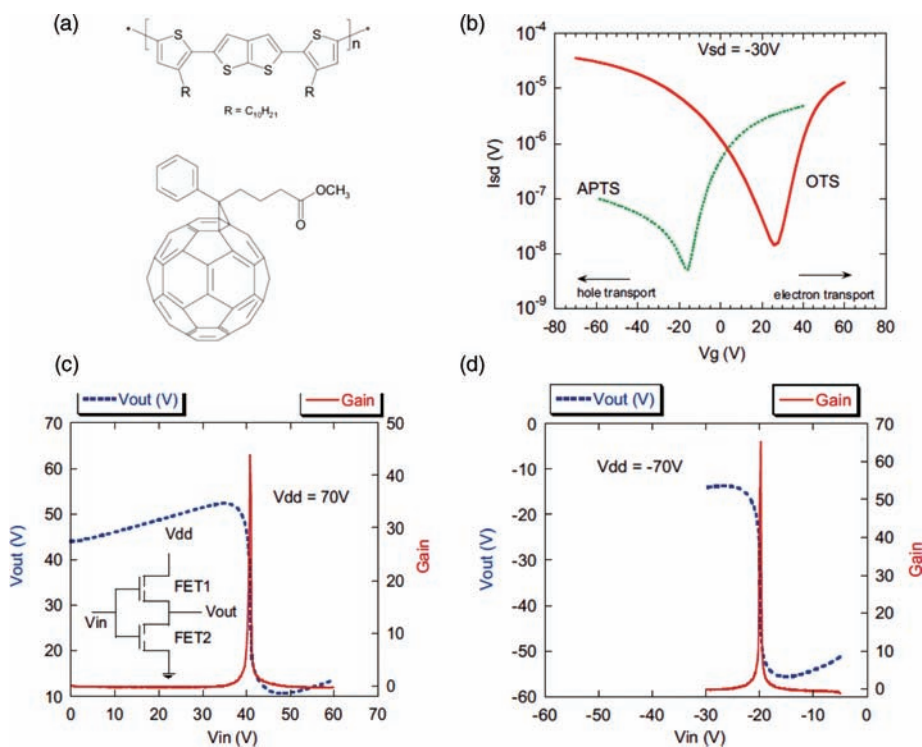 (a)
[ S S S S ]n
R R
R = C10H21
OCH3
O
(b)
Vsd = -30V
APTS
OTS
hole transport
electron transport
10-4
10-5
10-6
10-7
10-8
10-9
Isd (V)
-80 -60 -40 -20 0 20 40 60 80
Vg (V)
(c)
Vout (V)
Gain
Vdd = 70V
Vdd
FET1
Vin
Vout
FET2
70
60
50
40
30
20
10
Vout (V)
50
40
30
20
10
0
Gain
0 10 20 30 40 50 60 70
Vin (V)
(d)
Vout (V)
Gain
Vdd = -70V
0
-10
-20
-30
-40
-50
-60
Vout (V)
70
60
50
40
30
20
10
0
Gain
-60 -50 -40 -30 -20 -10 0
Vin (V)